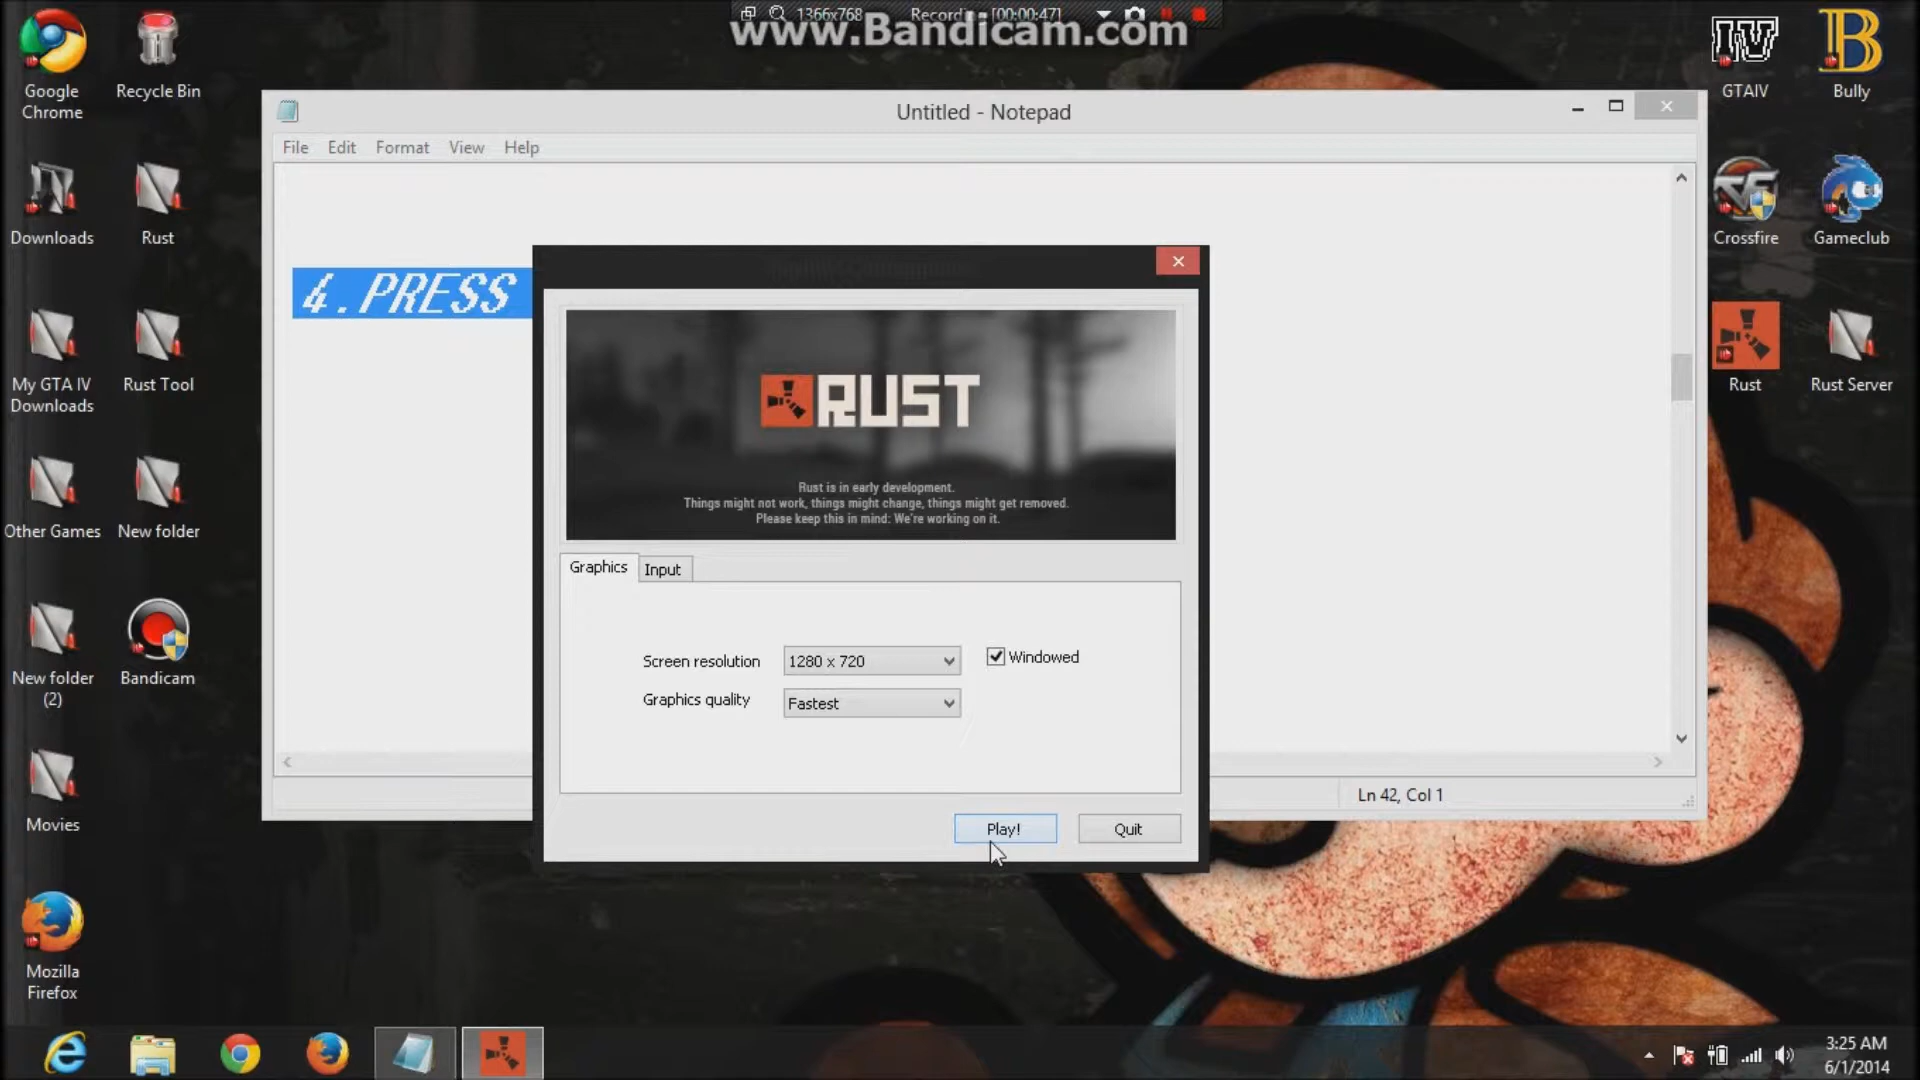 1366x768
Recording [00:00:47]
www.Bandicam.com
Google
Chrome
Recycle Bin
GTAIV
B
Bully
Untitled - Notepad
File Edit Format View Help
Downloads
Rust
Crossfire
Gameclub
4.PRESS
RUST
Rust is in early development.
Things might not work, things might change, things might get removed.
Please keep this in mind: We're working on it.
My GTA IV
Downloads
Rust Tool
Rust
Rust Server
Other Games
New folder
Graphics
Input
Screen resolution
1280 x 720
Windowed
Graphics quality
Fastest
New folder
(2)
Bandicam
Movies
Ln 42, Col 1
Play!
Quit
Mozilla
Firefox
3:25 AM
6/1/2014